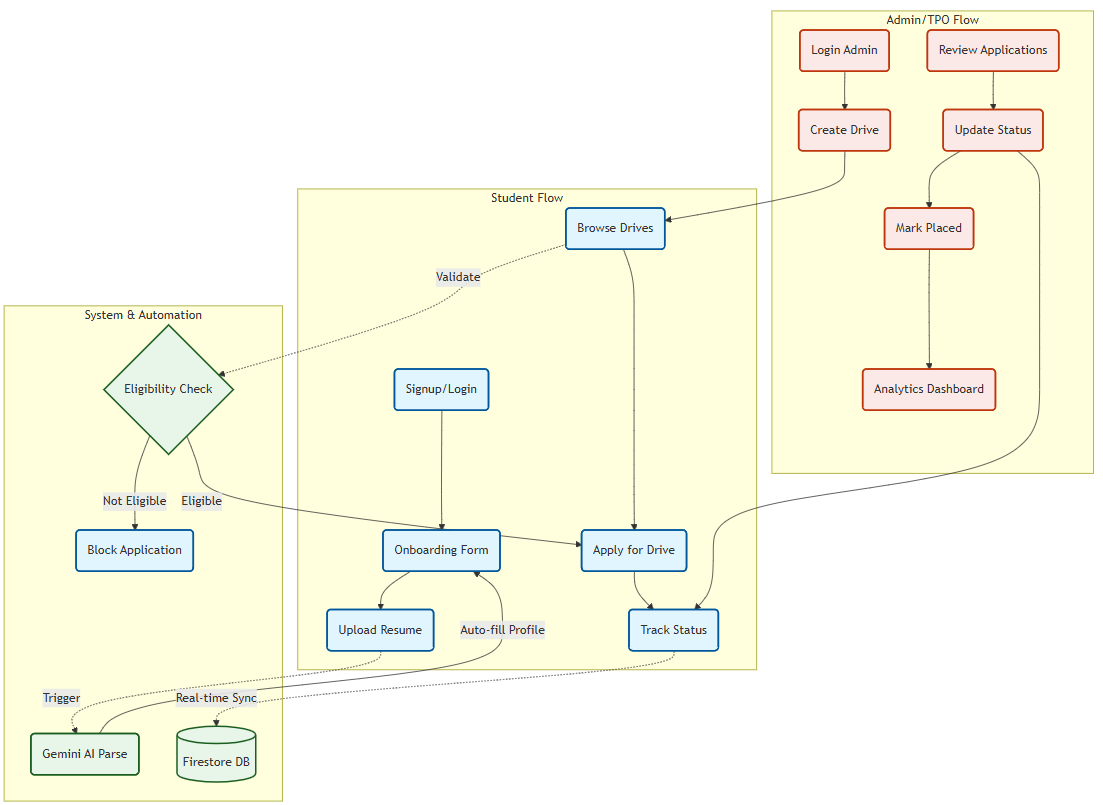 Admin/TPO Flow
Login Admin
Review Applications
Create Drive
Update Status
Mark Placed
Analytics Dashboard
Student Flow
Browse Drives
Validate
Signup/Login
Onboarding Form
Apply for Drive
Upload Resume
Auto-fill Profile
Track Status
System & Automation
Eligibility Check
Not Eligible
Eligible
Block Application
Trigger
Real-time Sync
Gemini AI Parse
Firestore DB